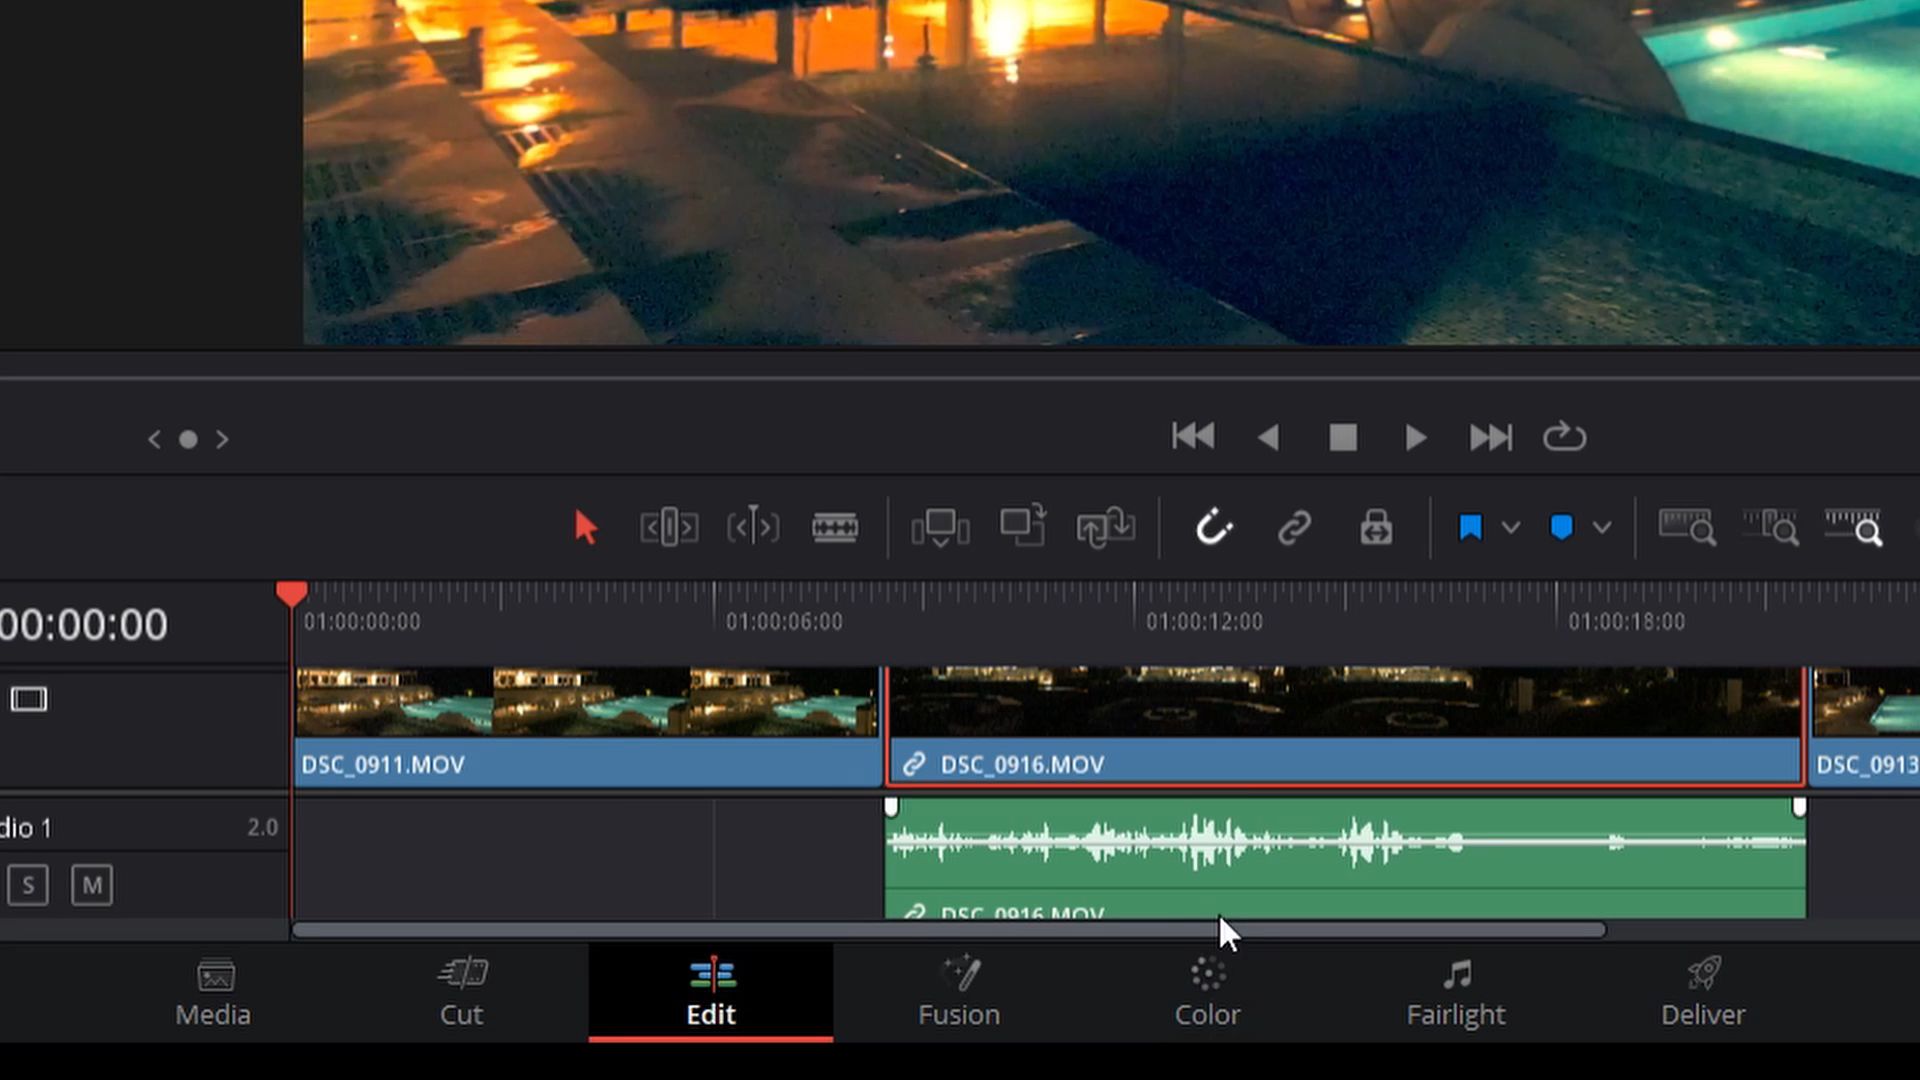 01:00:00:00
01:00:06:00
01:00:12:00
01:00:18:00
00:00:00
DSC_0911.MOV
DSC_0916.MOV
DSC_0913
dio 1
2.0
S
M
DSC_0916.MOV
Media
Cut
Edit
Fusion
Color
Fairlight
Deliver